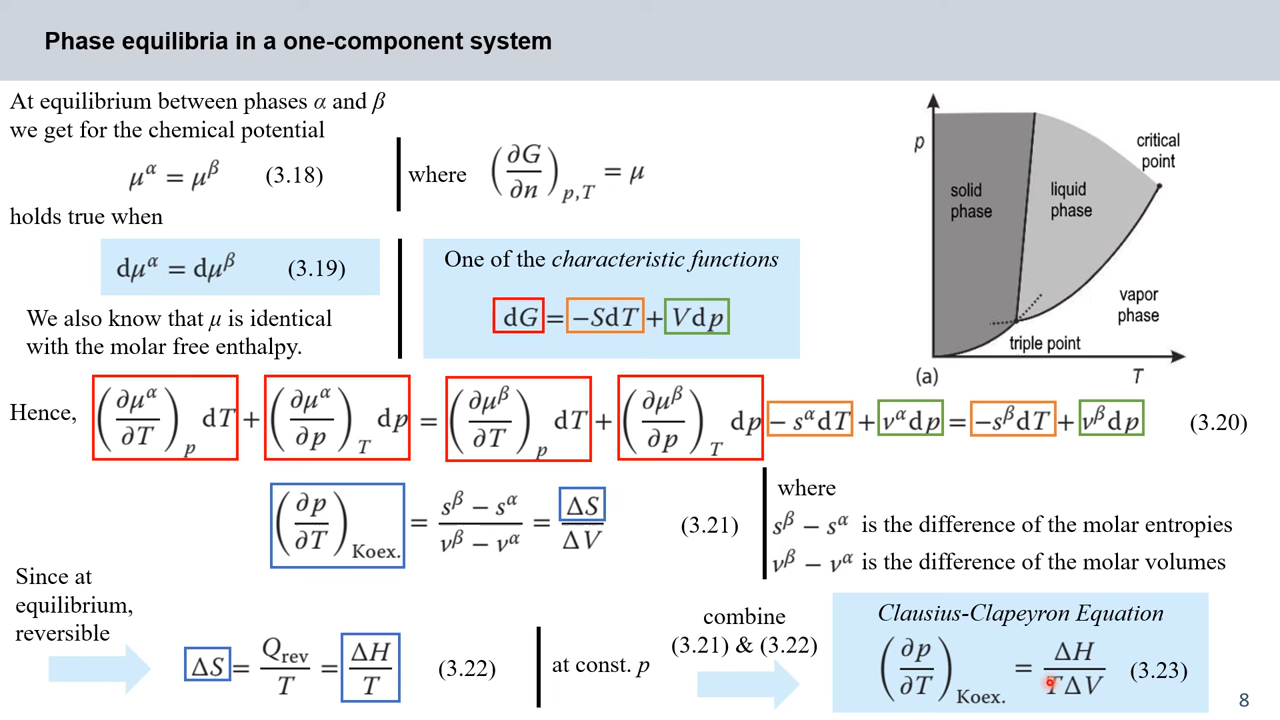 Phase equilibria in a one-component system
At equilibrium between phases α and β
we get for the chemical potential
μ^α = μ^β (3.18)
where (∂G/∂n)_{p,T} = μ
holds true when
dμ^α = dμ^β (3.19)
One of the characteristic functions
dG = −SdT + Vdp
We also know that μ is identical
with the molar free enthalpy.
p
critical
point
solid
phase
liquid
phase
vapor
phase
triple point
(a)
T
Hence, (∂μ^α/∂T)_p dT + (∂μ^α/∂p)_T dp = (∂μ^β/∂T)_p dT + (∂μ^β/∂p)_T dp − s^α dT + v^α dp = −s^β dT + v^β dp (3.20)
(∂p/∂T)_{Koex.} = (s^β − s^α)/(v^β − v^α) = ΔS/ΔV (3.21)
where
s^β − s^α is the difference of the molar entropies
v^β − v^α is the difference of the molar volumes
Since at
equilibrium,
reversible
ΔS = Q_rev/T = ΔH/T (3.22)
at const. p
combine
(3.21) & (3.22)
Clausius-Clapeyron Equation
(∂p/∂T)_{Koex.} = ΔH/TΔV (3.23)
8